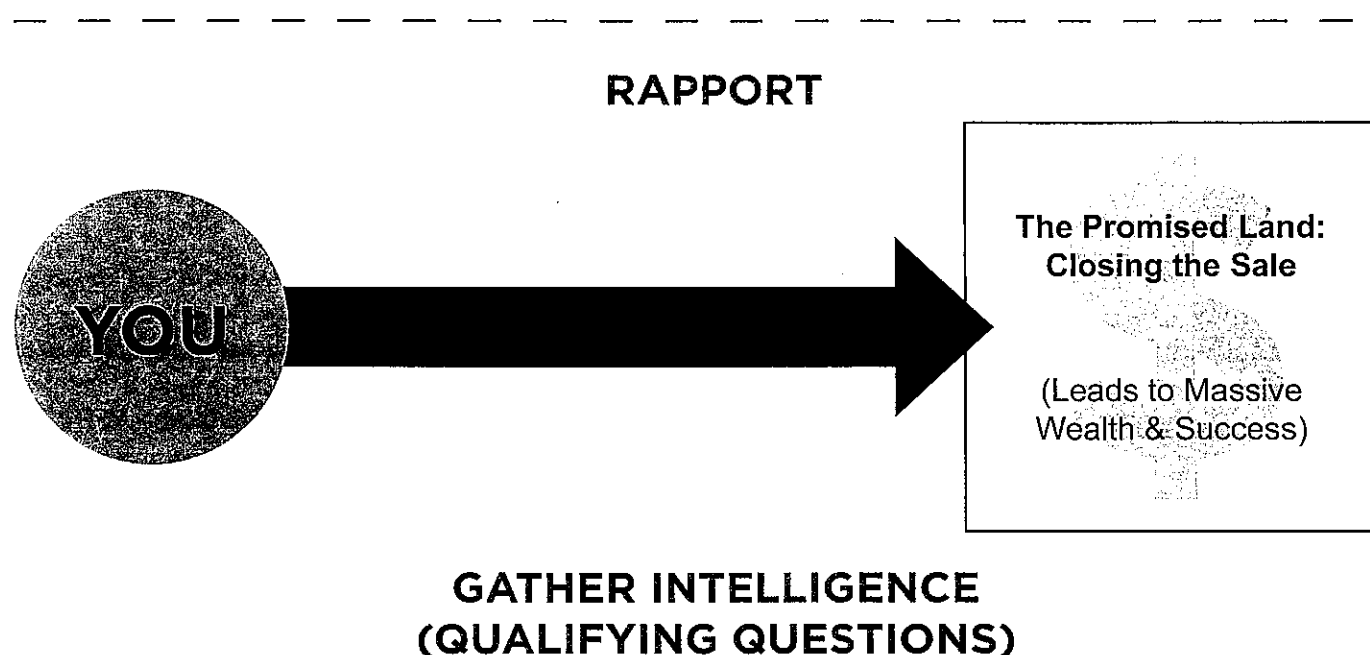 RAPPORT
YOU
The Promised Land:
Closing the Sale
(Leads to Massive
Wealth & Success)
GATHER INTELLIGENCE
(QUALIFYING QUESTIONS)